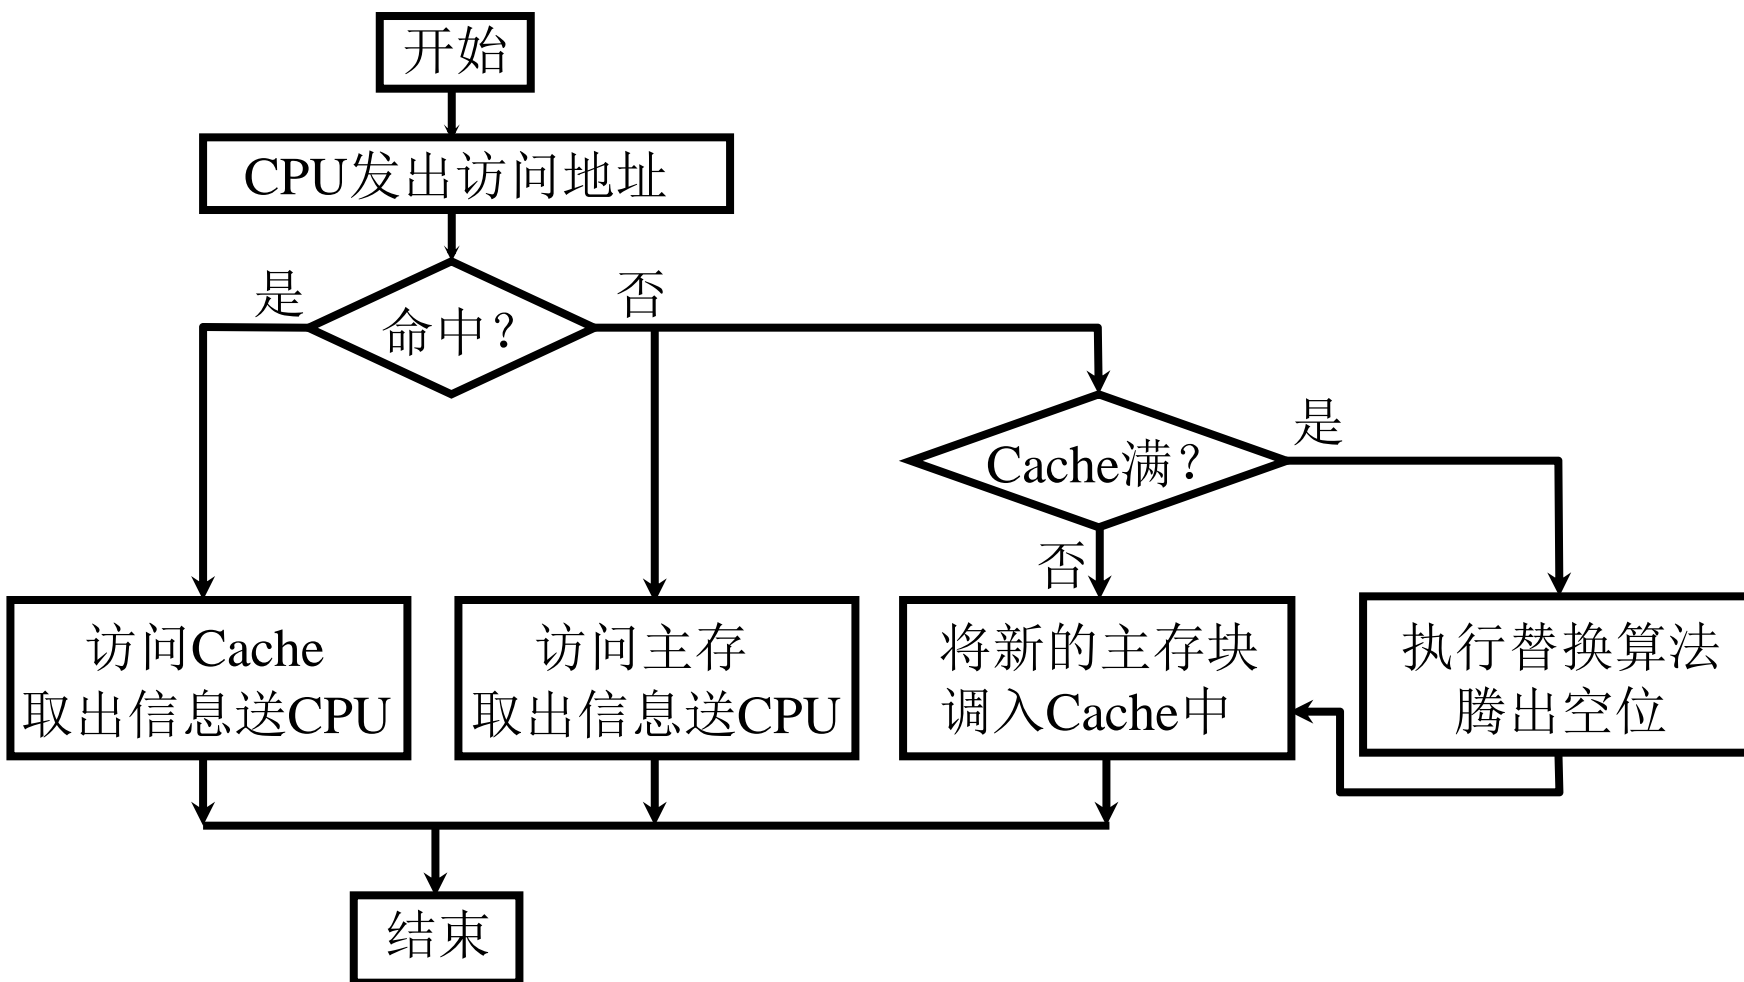 开始
CPU发出访问地址
是
否
命中？
是
Cache满？
否
访问Cache
取出信息送CPU
访问主存
取出信息送CPU
将新的主存块
调入Cache中
执行替换算法
腾出空位
结束